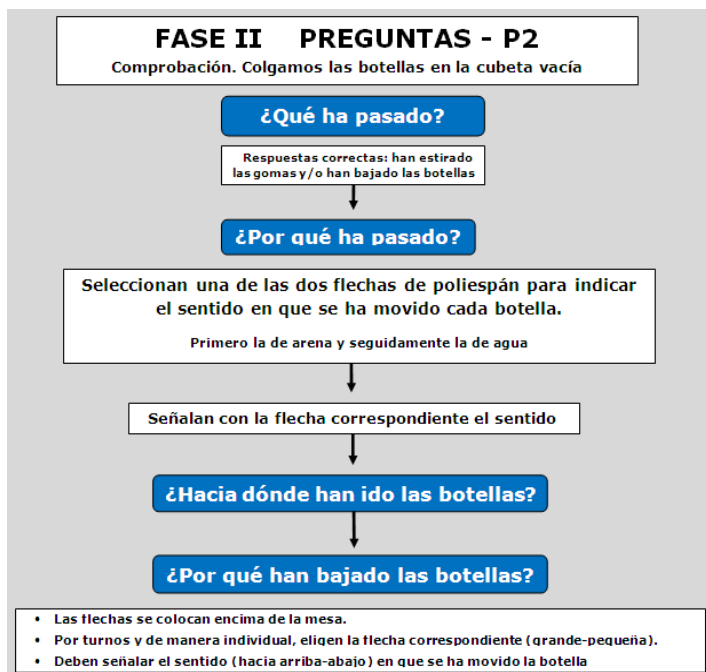 FASE II PREGUNTAS - P2
Comprobación. Colgamos las botellas en la cubeta vacía
¿Qué ha pasado?
Respuestas correctas: han estirado
las gomas y/o han bajado las botellas
¿Por qué ha pasado?
Seleccionan una de las dos flechas de poliespán para indicar
el sentido en que se ha movido cada botella.
Primero la de arena y seguidamente la de agua
Señalan con la flecha correspondiente el sentido
¿Hacia dónde han ido las botellas?
¿Por qué han bajado las botellas?
• Las flechas se colocan encima de la mesa.
• Por turnos y de manera individual, eligen la flecha correspondiente (grande-pequeña).
• Deben señalar el sentido (hacia arriba-abajo) en que se ha movido la botella